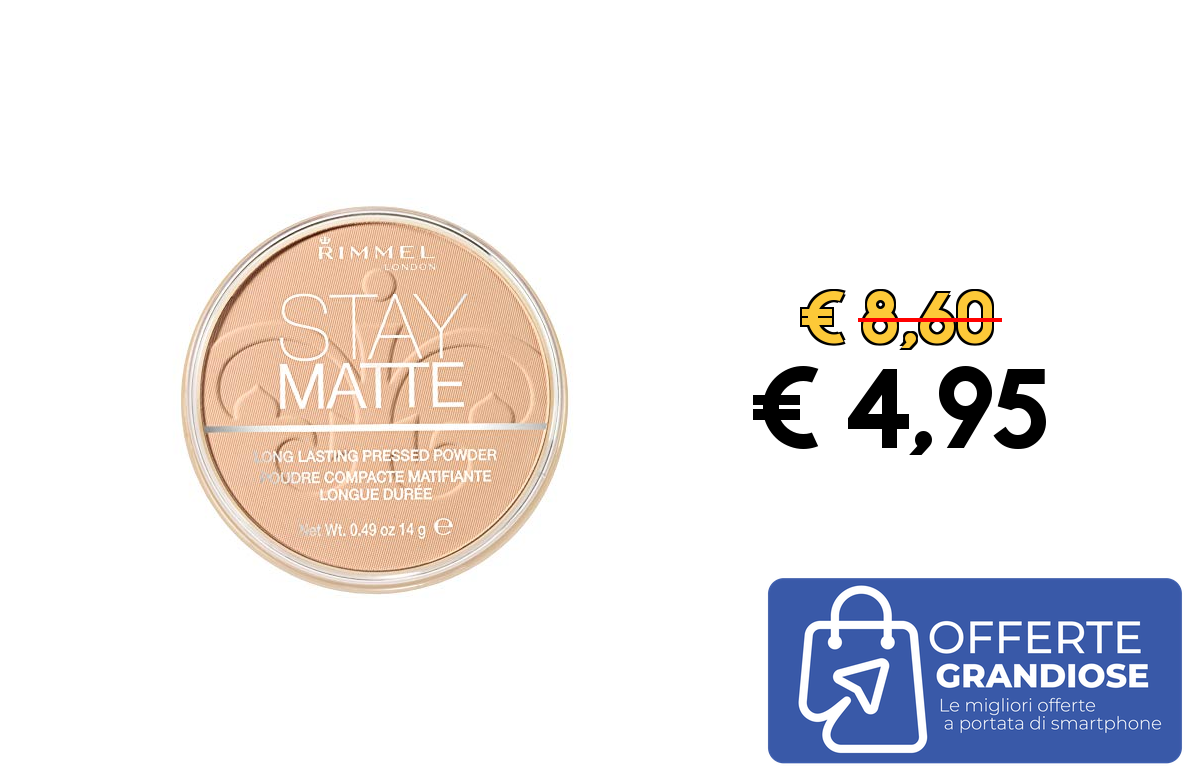 RIMMEL
LONDON
STAY
MATTE
LONG LASTING PRESSED POWDER
POUDRE COMPACTE MATIFIANTE
LONGUE DURÉE
Net Wt. 0.49 oz 14 g ℮
€ 8,60
€ 4,95
OFFERTE
GRANDIOSE
Le migliori offerte
a portata di smartphone